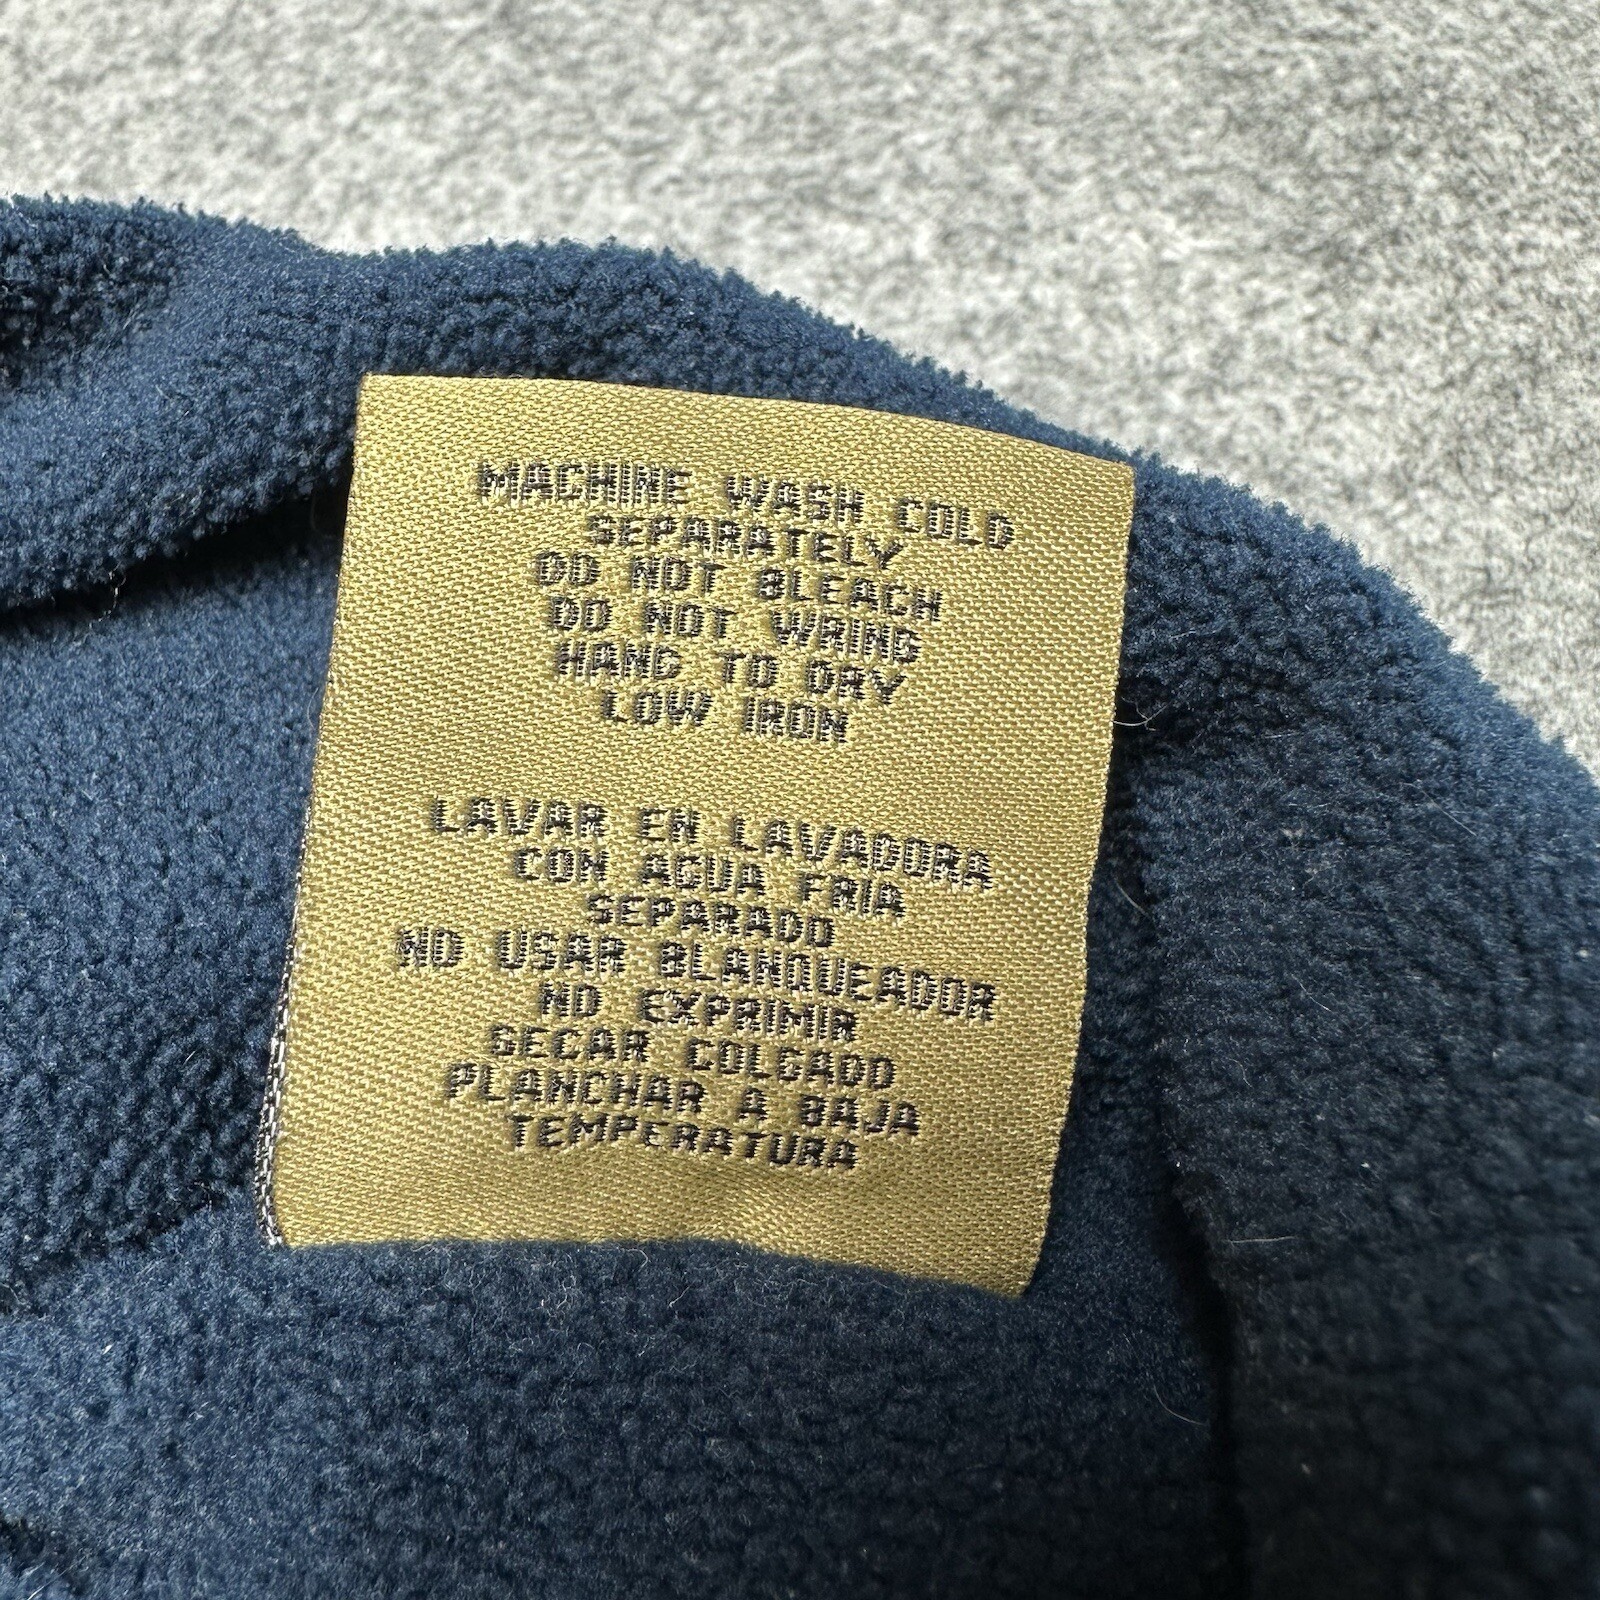 MACHINE WASH COLD
SEPARATELY
DO NOT BLEACH
DO NOT WRING
HANG TO DRY
LOW IRON
LAVAR EN LAVADORA
CON AGUA FRIA
SEPARADO
NO USAR BLANQUEADOR
NO EXPRIMIR
SECAR COLGAOD
PLANCHAR A BAJA
TEMPERATURA